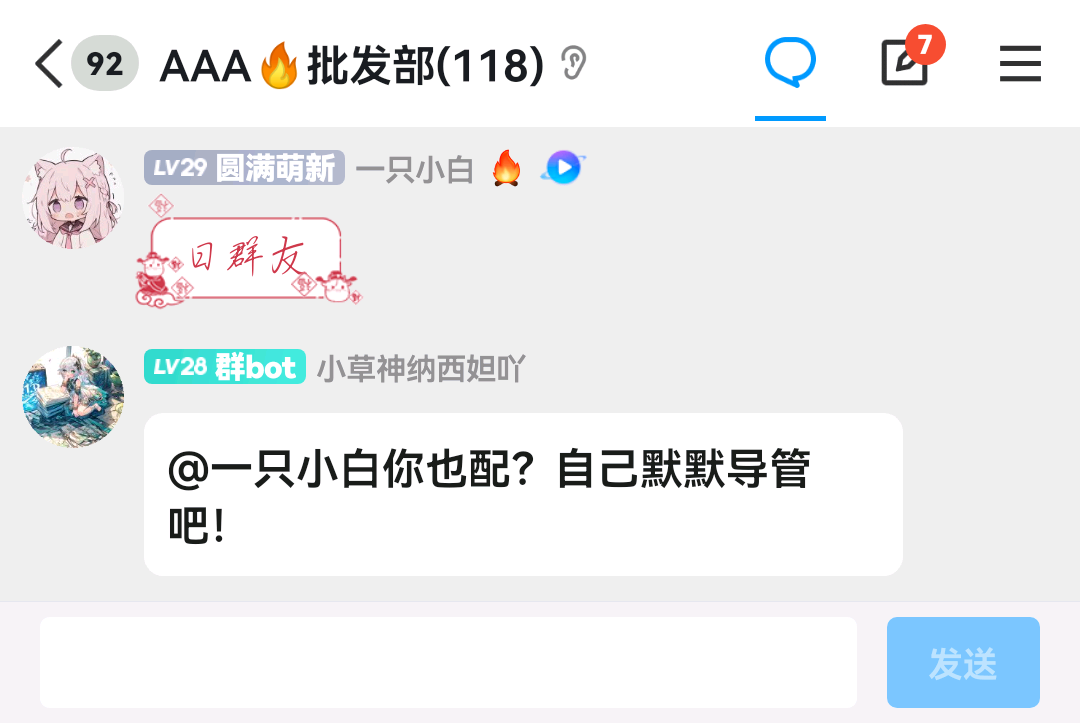 92 AAA🔥批发部(118) 7
LV29 圆满萌新 一只小白
日群友
LV28 群bot 小草神纳西妲吖
@一只小白你也配？自己默默导管
吧！
发送